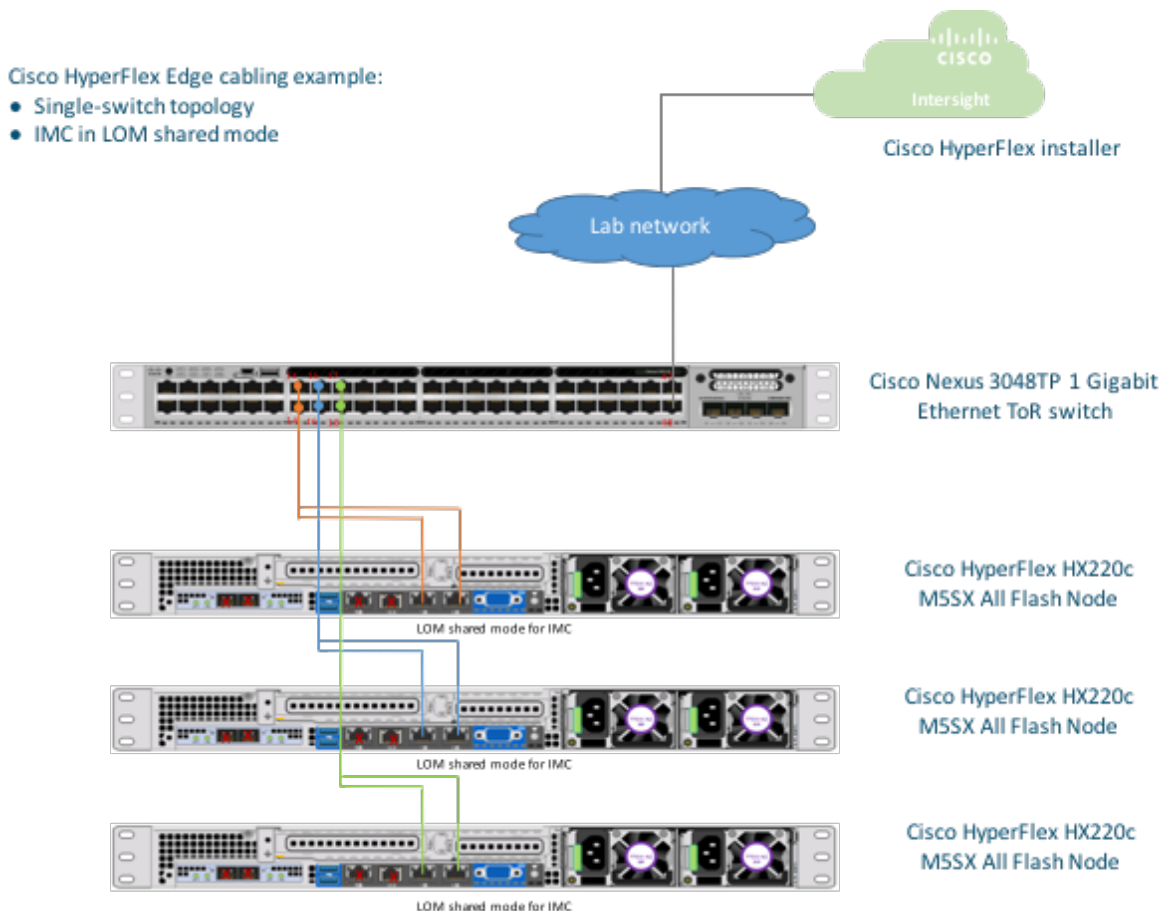 Cisco HyperFlex Edge cabling example:
● Single-switch topology
● IMC in LOM shared mode
CISCO
Intersight
Cisco HyperFlex installer
Lab network
Cisco Nexus 3048TP 1 Gigabit
Ethernet ToR switch
Cisco HyperFlex HX220c
M5SX All Flash Node
LOM shared mode for IMC
Cisco HyperFlex HX220c
M5SX All Flash Node
LOM shared mode for IMC
Cisco HyperFlex HX220c
M5SX All Flash Node
LOM shared mode for IMC